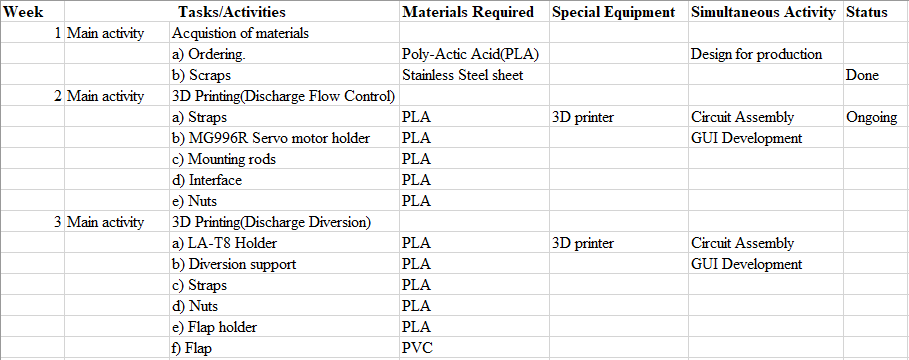 Week Tasks/Activities Materials Required Special Equipment Simultaneous Activity Status
1 Main activity Acquistion of materials
a) Ordering. Poly-Actic Acid(PLA) Design for production
b) Scraps Stainless Steel sheet Done
2 Main activity 3D Printing(Discharge Flow Control)
a) Straps PLA 3D printer Circuit Assembly Ongoing
b) MG996R Servo motor holder PLA GUI Development
c) Mounting rods PLA
d) Interface PLA
e) Nuts PLA
3 Main activity 3D Printing(Discharge Diversion)
a) LA-T8 Holder PLA 3D printer Circuit Assembly
b) Diversion support PLA GUI Development
c) Straps PLA
d) Nuts PLA
e) Flap holder PLA
f) Flap PVC